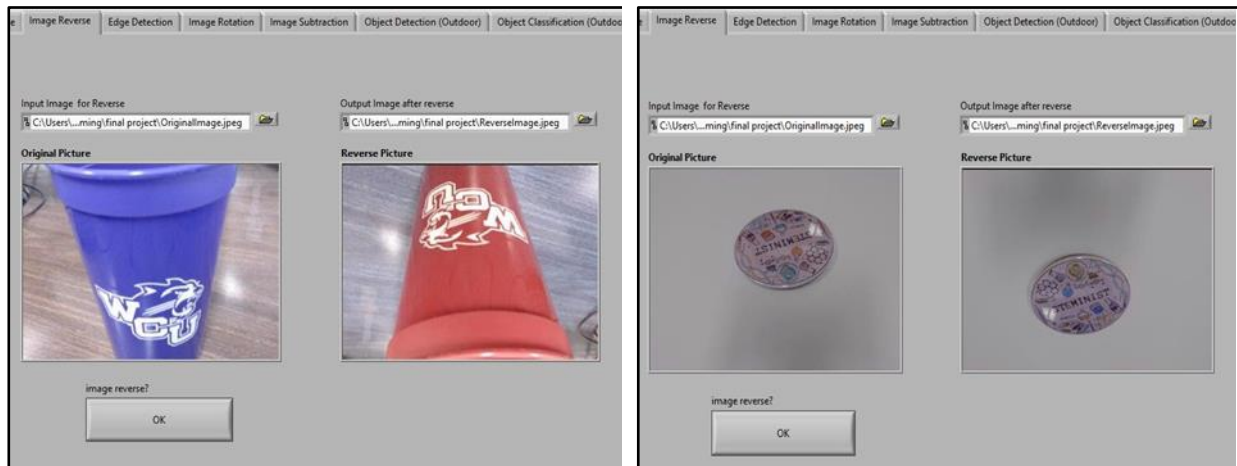 e Image Reverse Edge Detection Image Rotation Image Subtraction Object Detection (Outdoor) Object Classification (Outdoo
Input Image for Reverse Output Image after reverse
C:\Users\...ming\final project\OriginalImage.jpeg C:\Users\...ming\final project\ReverseImage.jpeg
Original Picture Reverse Picture
WCU WCU
image reverse?
OK
e Image Reverse Edge Detection Image Rotation Image Subtraction Object Detection (Outdoor) Object Classification (Outdoo
Input Image for Reverse Output Image after reverse
C:\Users\...ming\final project\OriginalImage.jpeg C:\Users\...ming\final project\ReverseImage.jpeg
Original Picture Reverse Picture
STEMINIST STEMINIST
image reverse?
OK